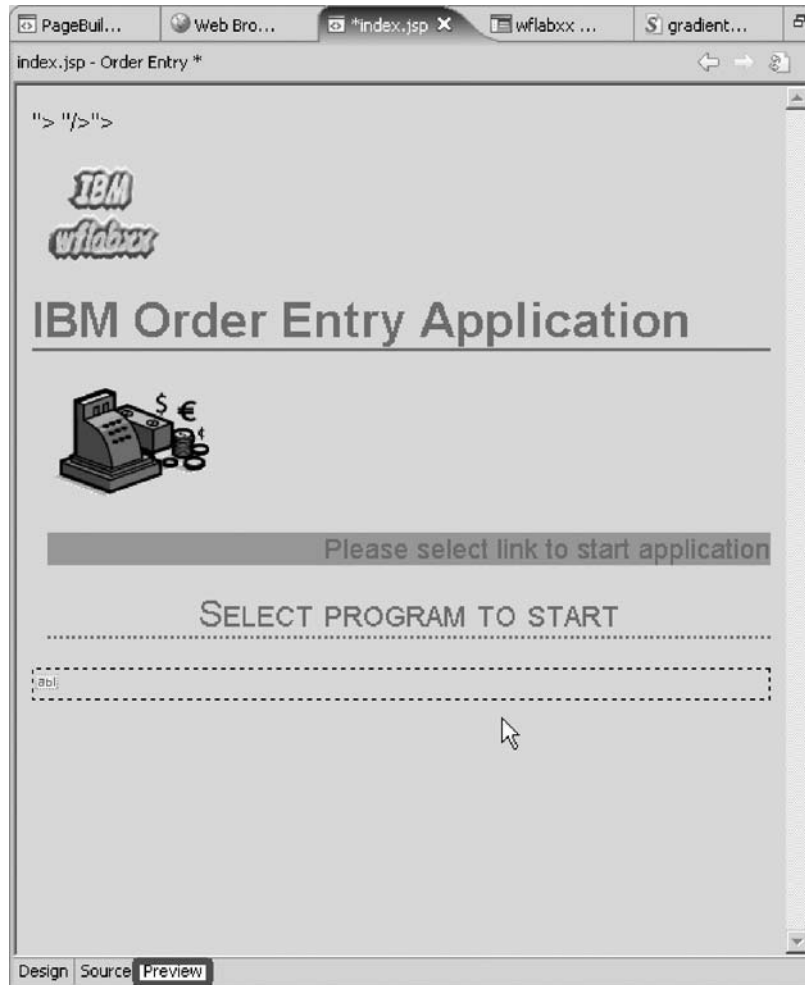 PageBuil... Web Bro... *index.jsp wflabxx ... gradient...
index.jsp - Order Entry *
"> "/>">
IBM
wflabxx
IBM Order Entry Application
$ €
¢
Please select link to start application
SELECT PROGRAM TO START
abl
Design Source Preview